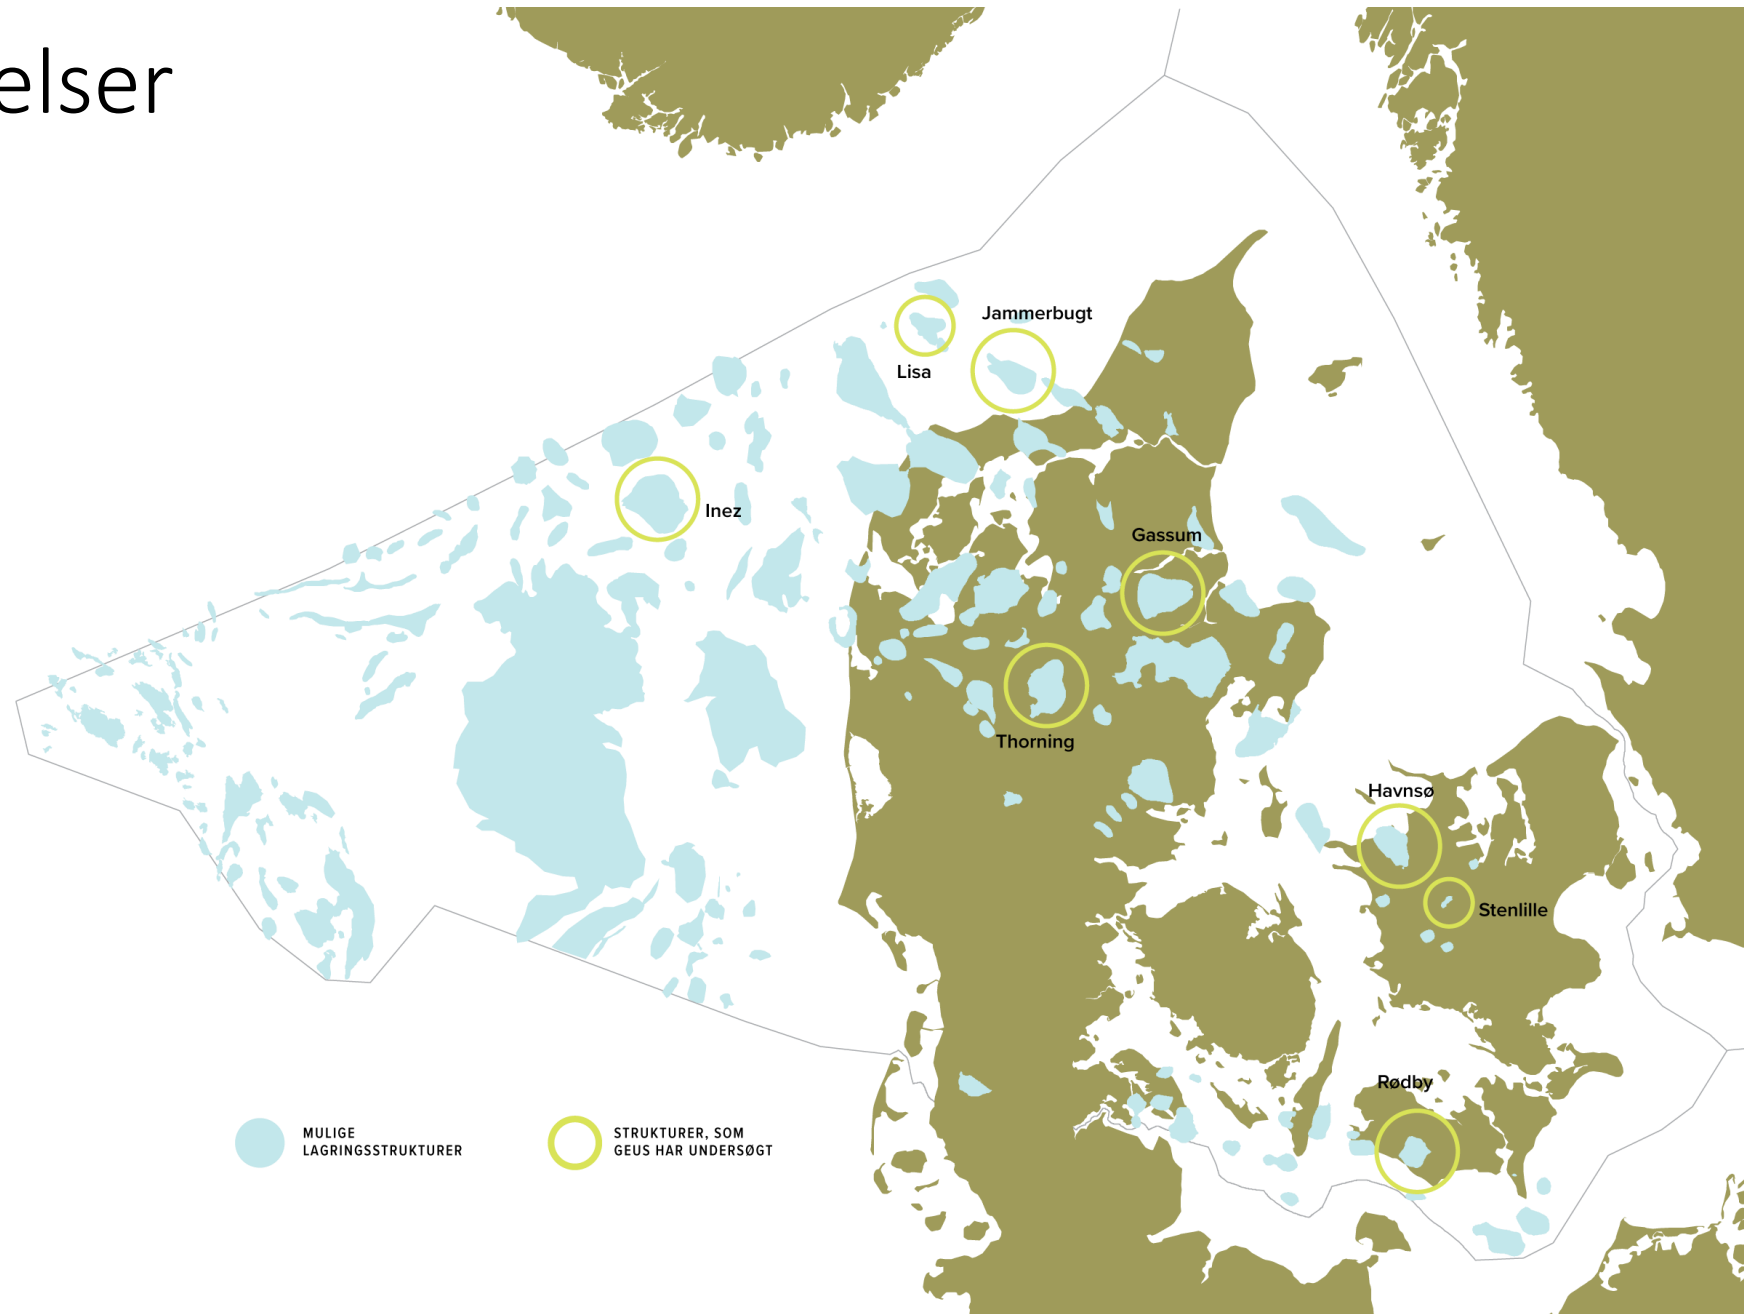 elser
Jammerbugt
Lisa
Inez
Gassum
Thorning
Havnsø
Stenlille
Rødby
MULIGE
LAGRINGSSTRUKTURER
STRUKTURER, SOM
GEUS HAR UNDERSØGT